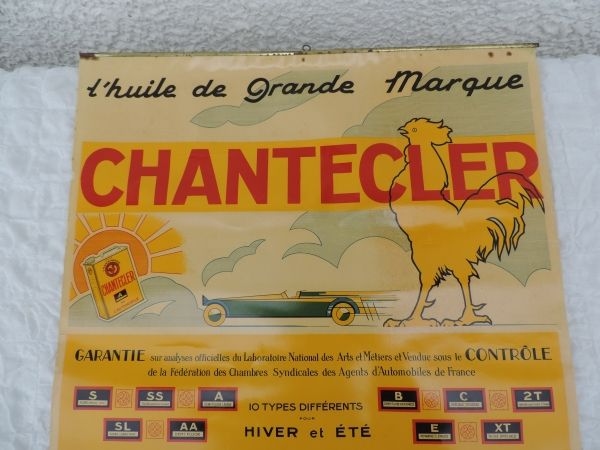 L'huile de grande Marque
CHANTECLER
CHANTECLER
A
GARANTIE sur analyses officielles du Laboratoire National des Arts et Métiers et Vendue sous le CONTRÔLE
de la Fédération des Chambres Syndicales des Agents d'Automobiles de France
S SS A
B C 2T
10 TYPES DIFFÉRENTS
POUR
SL AA
HIVER et ÉTÉ
E XT